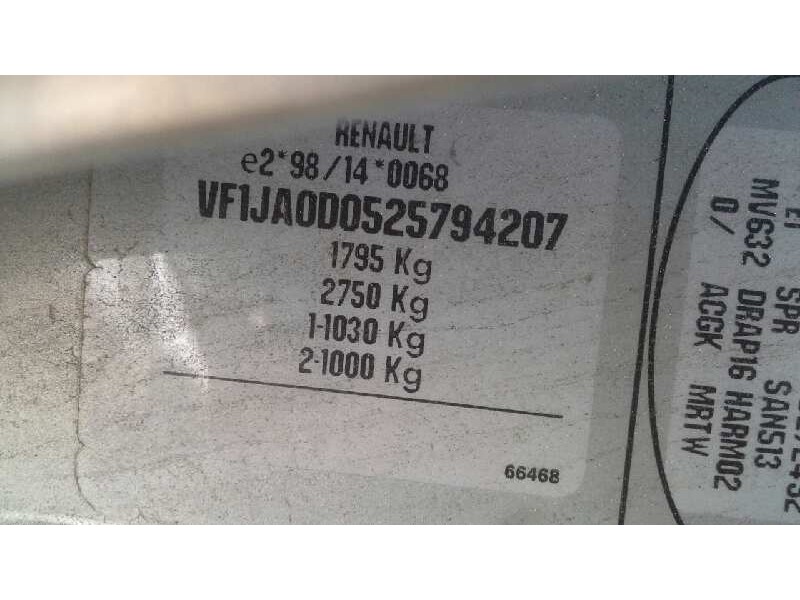 RENAULT
e2*98/14*0068
VF1JA0D0525794207
1795 Kg
2750 Kg
1-1030 Kg
2-1000 Kg
66468
SPR SAN513
MV632 DRAP16 HARM02
0/ ACGK MRTW